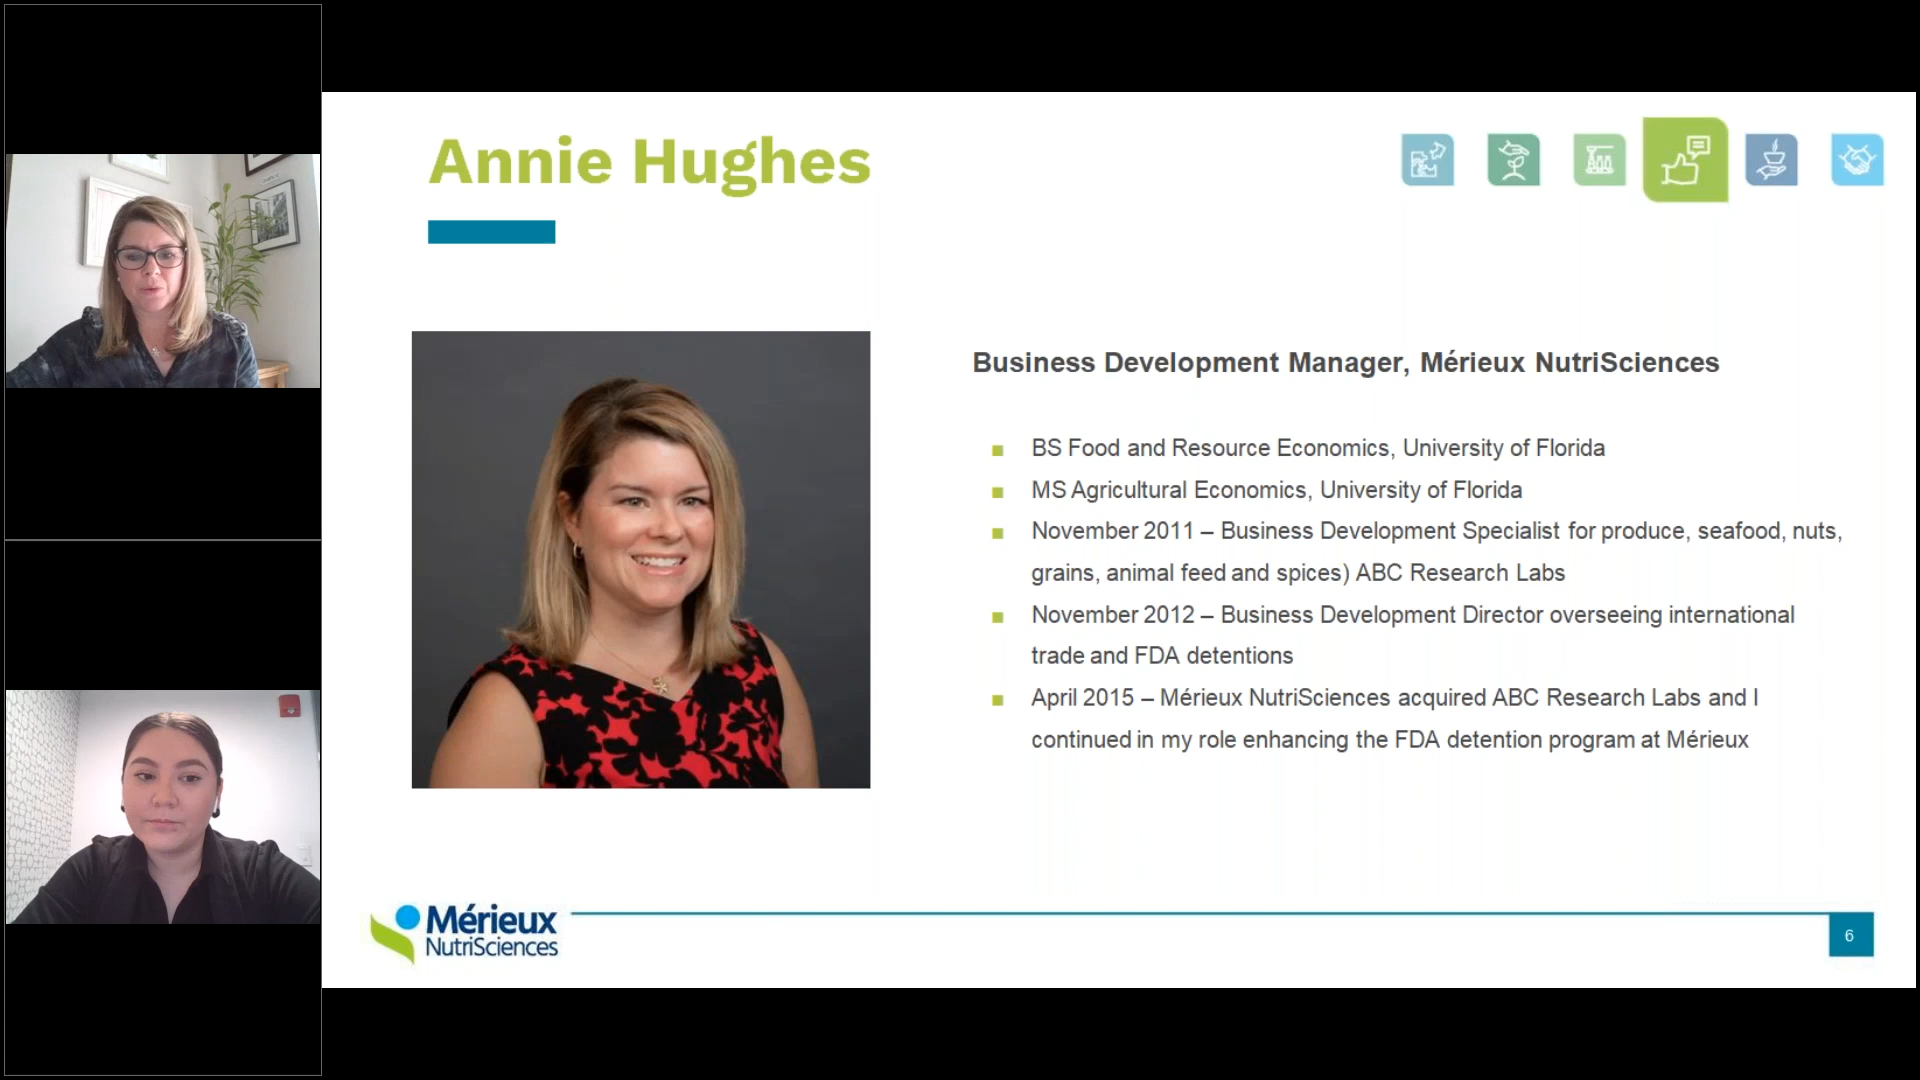 Annie Hughes
Business Development Manager, Mérieux NutriSciences
BS Food and Resource Economics, University of Florida
MS Agricultural Economics, University of Florida
November 2011 – Business Development Specialist for produce, seafood, nuts,
grains, animal feed and spices) ABC Research Labs
November 2012 – Business Development Director overseeing international
trade and FDA detentions
April 2015 – Mérieux NutriSciences acquired ABC Research Labs and I
continued in my role enhancing the FDA detention program at Mérieux
Mérieux
NutriSciences
6